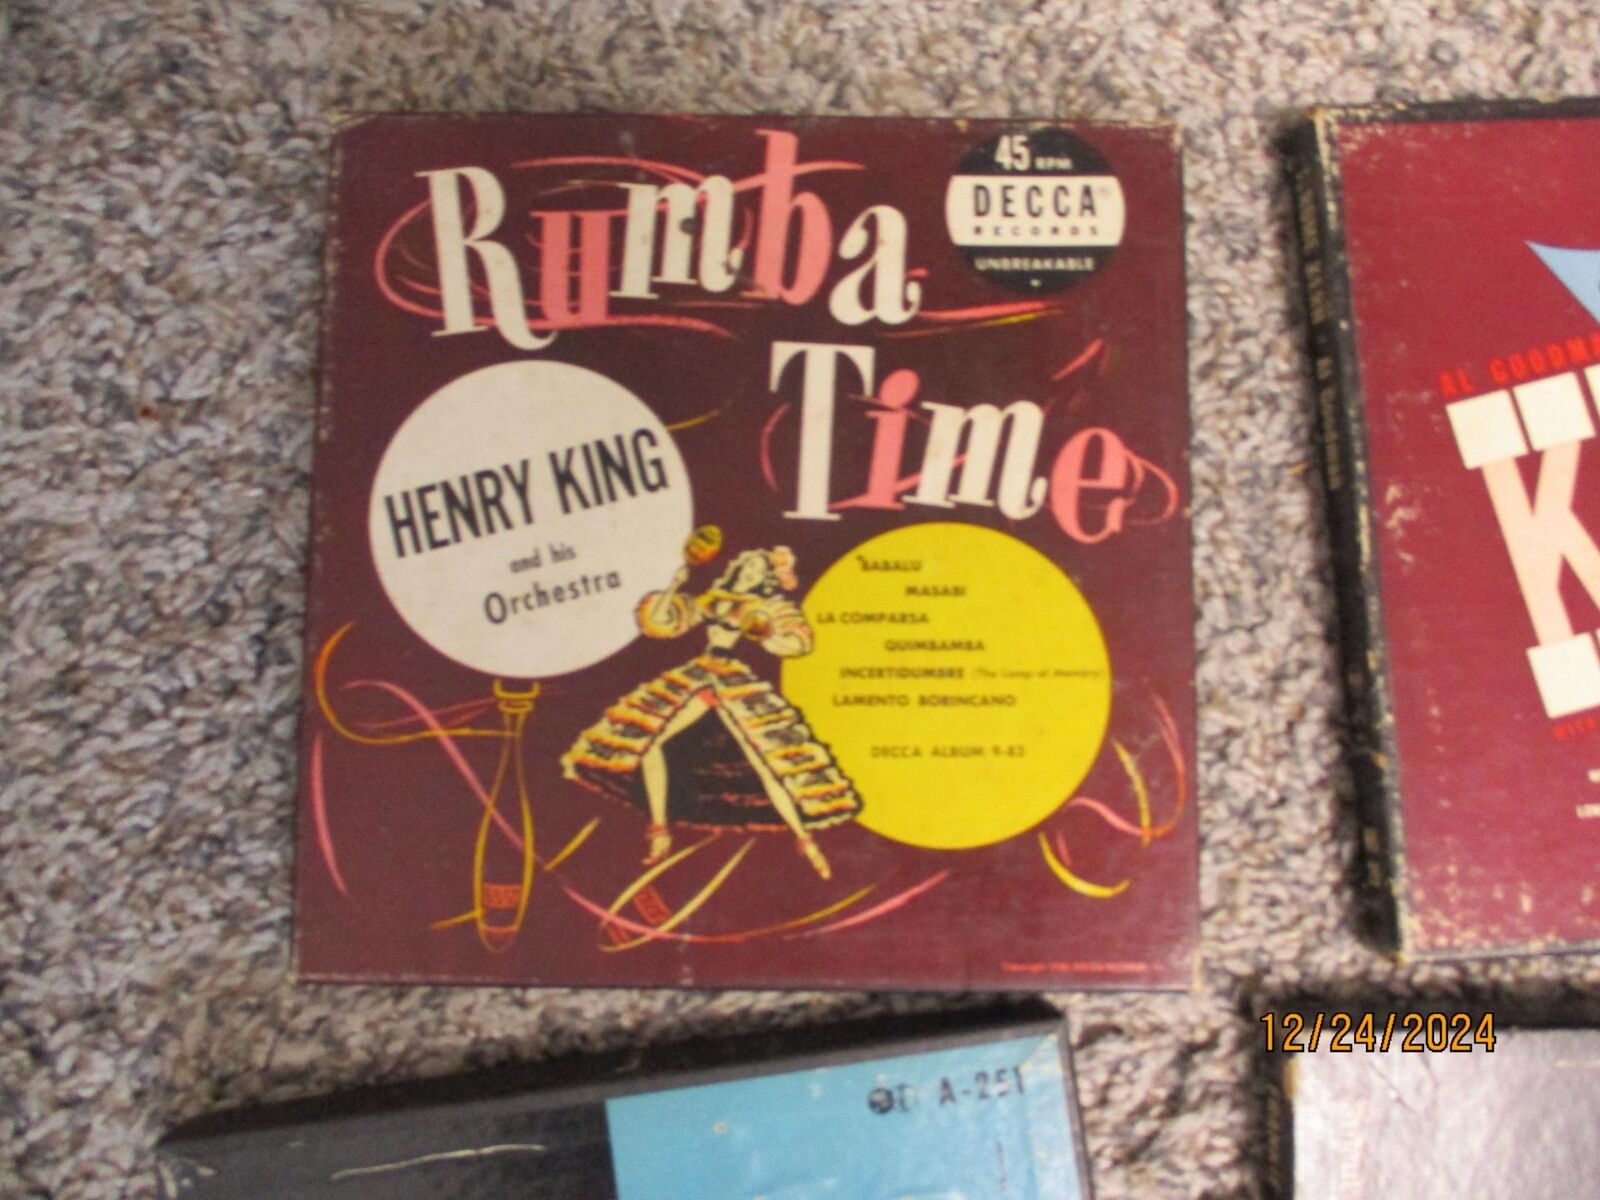 Rumba
Time
45 RPM
DECCA
RECORDS
UNBREAKABLE
HENRY KING
and his
Orchestra
BABALU
MASABI
LA COMPARSA
QUIMBAMBA
INCERTIDUMBRE (The Lamp of Memory)
LAMENTO BORINCANO
DECCA ALBUM 9-83
AL GOODM
K
A-251
12/24/2024